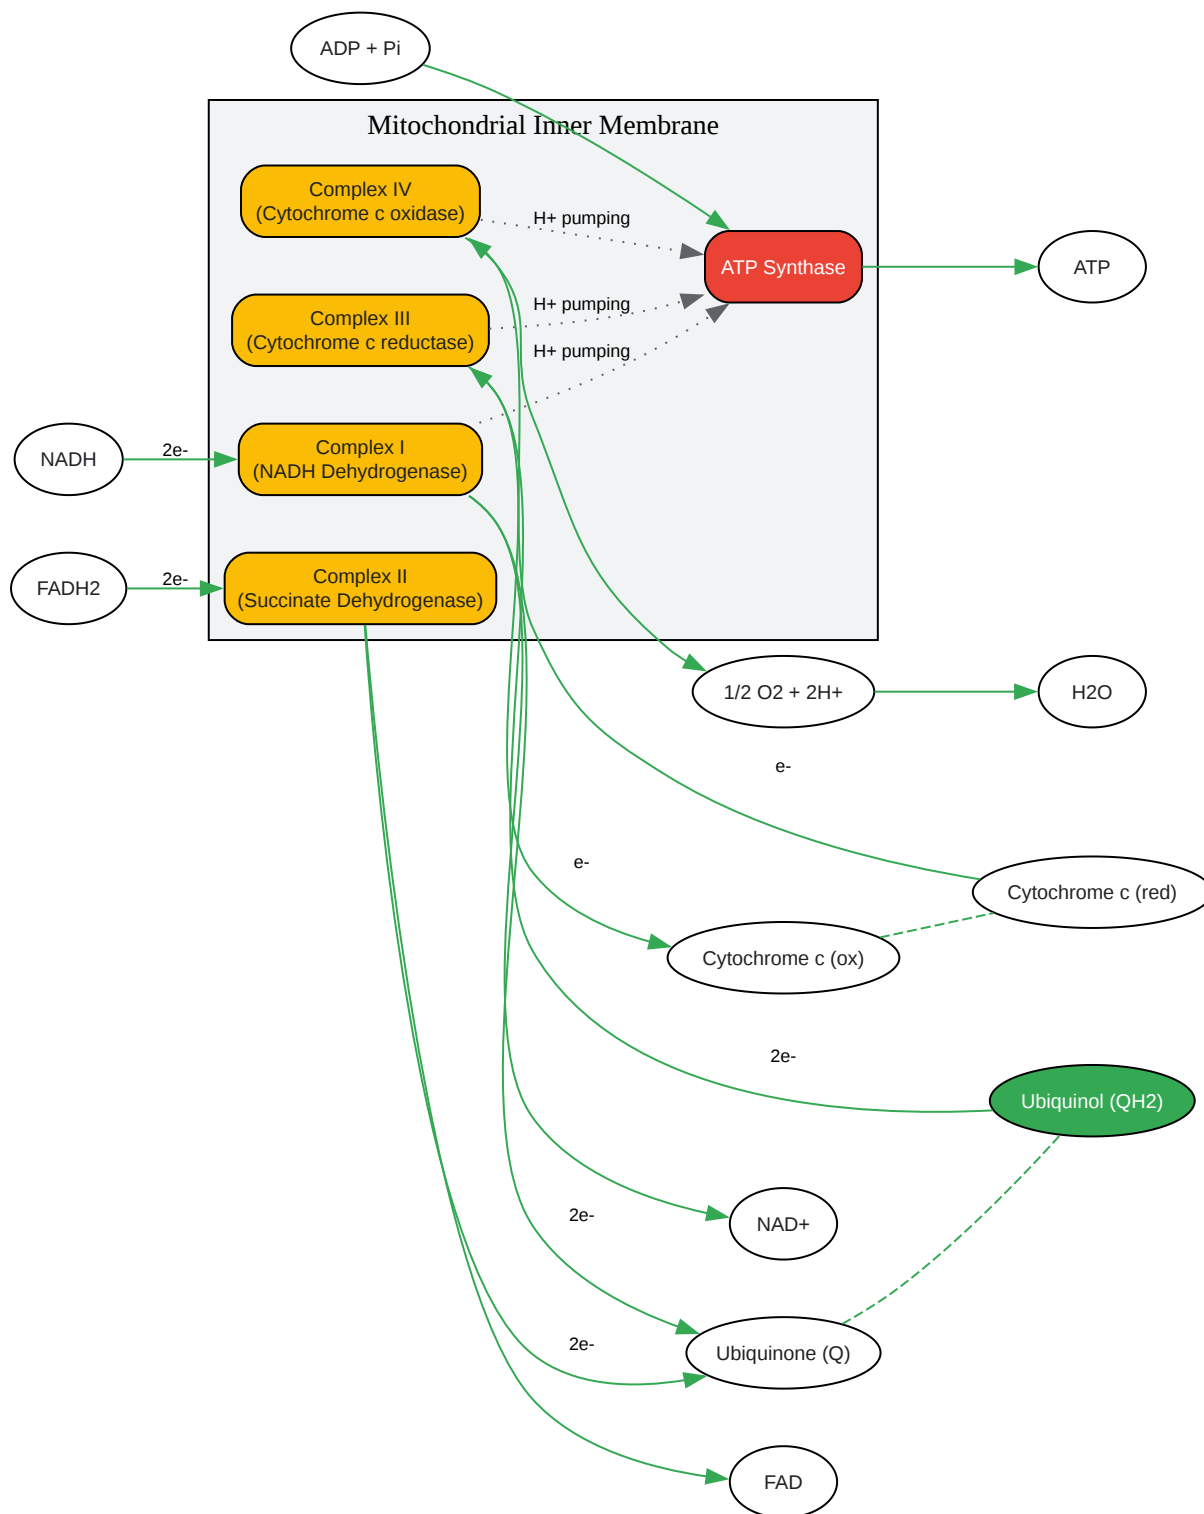 ADP + Pi
Mitochondrial Inner Membrane
Complex IV
(Cytochrome c oxidase)
H+ pumping
ATP Synthase
ATP
Complex III
(Cytochrome c reductase)
H+ pumping
H+ pumping
NADH
2e-
Complex I
(NADH Dehydrogenase)
FADH2
2e-
Complex II
(Succinate Dehydrogenase)
1/2 O2 + 2H+
H2O
e-
e-
Cytochrome c (red)
Cytochrome c (ox)
2e-
Ubiquinol (QH2)
2e-
NAD+
2e-
Ubiquinone (Q)
FAD